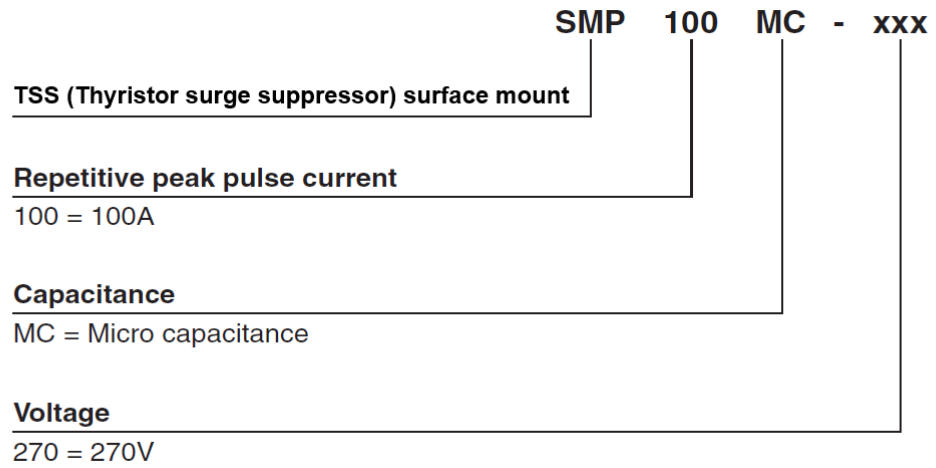 SMP 100 MC - xxx
TSS (Thyristor surge suppressor) surface mount
Repetitive peak pulse current
100 = 100A
Capacitance
MC = Micro capacitance
Voltage
270 = 270V